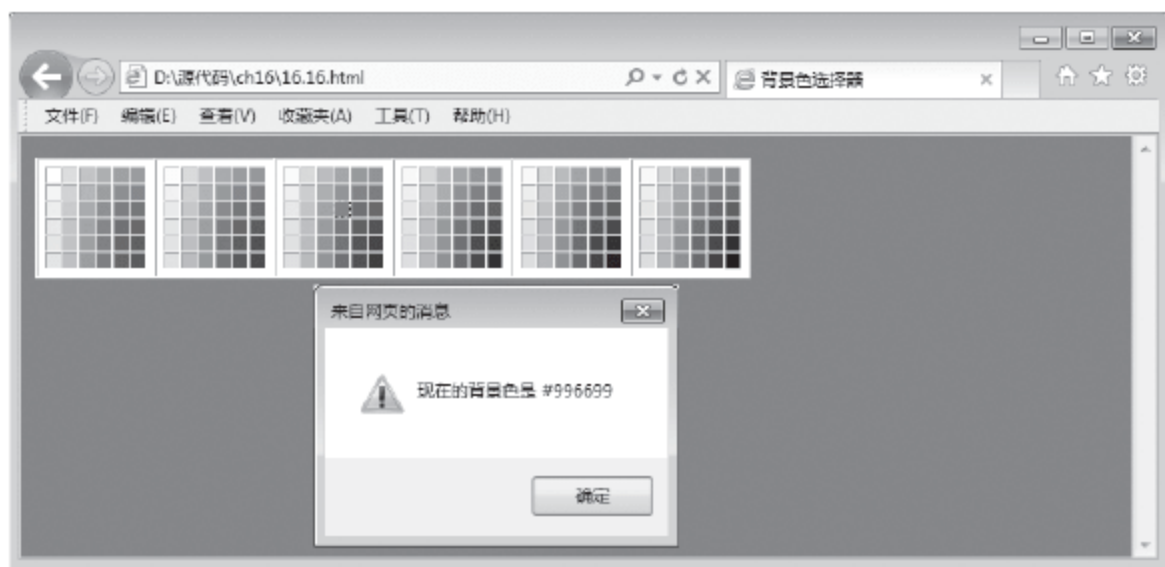 D:\源代码\ch16\16.16.html
背景色选择器
文件(F) 编辑(E) 查看(V) 收藏夹(A) 工具(T) 帮助(H)
来自网页的消息
现在的背景色是 #996699
确定